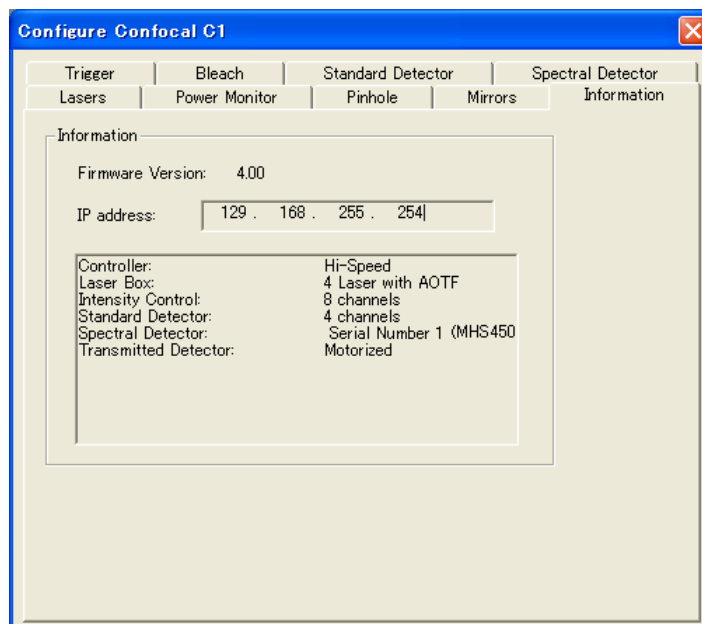 Configure Confocal C1
Trigger Bleach Standard Detector Spectral Detector
Lasers Power Monitor Pinhole Mirrors Information
Information
Firmware Version: 4.00
IP address: 129 . 168 . 255 . 254
Controller: Hi-Speed
Laser Box: 4 Laser with AOTF
Intensity Control: 8 channels
Standard Detector: 4 channels
Spectral Detector: Serial Number 1 (MHS450
Transmitted Detector: Motorized